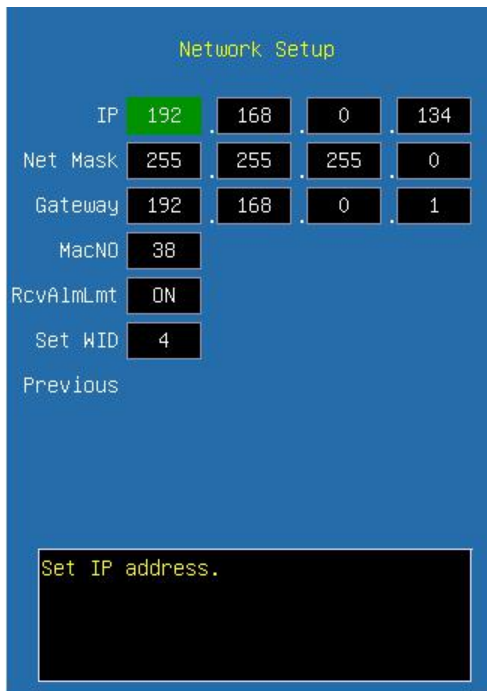 Network Setup
IP 192 . 168 . 0 . 134
Net Mask 255 . 255 . 255 . 0
Gateway 192 . 168 . 0 . 1
MacNO 38
RcvAlmLmt ON
Set WID 4
Previous
Set IP address.